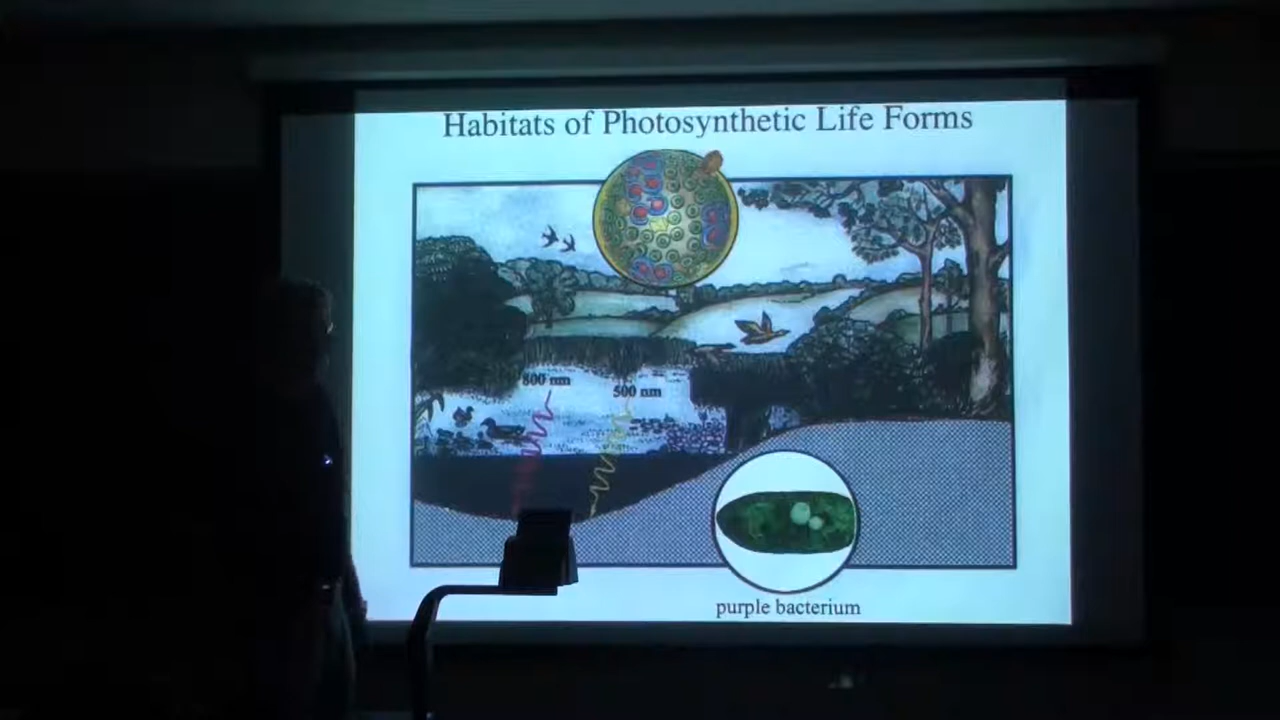 Habitats of Photosynthetic Life Forms
800 nm
500 nm
purple bacterium